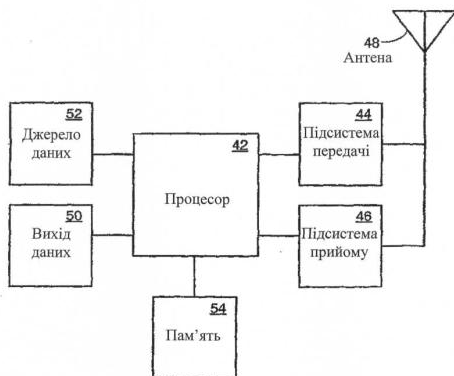 48
Антена
52
Джерело
даних
42
Процесор
44
Підсистема
передачі
50
Вихід
даних
46
Підсистема
прийому
54
Пам’ять